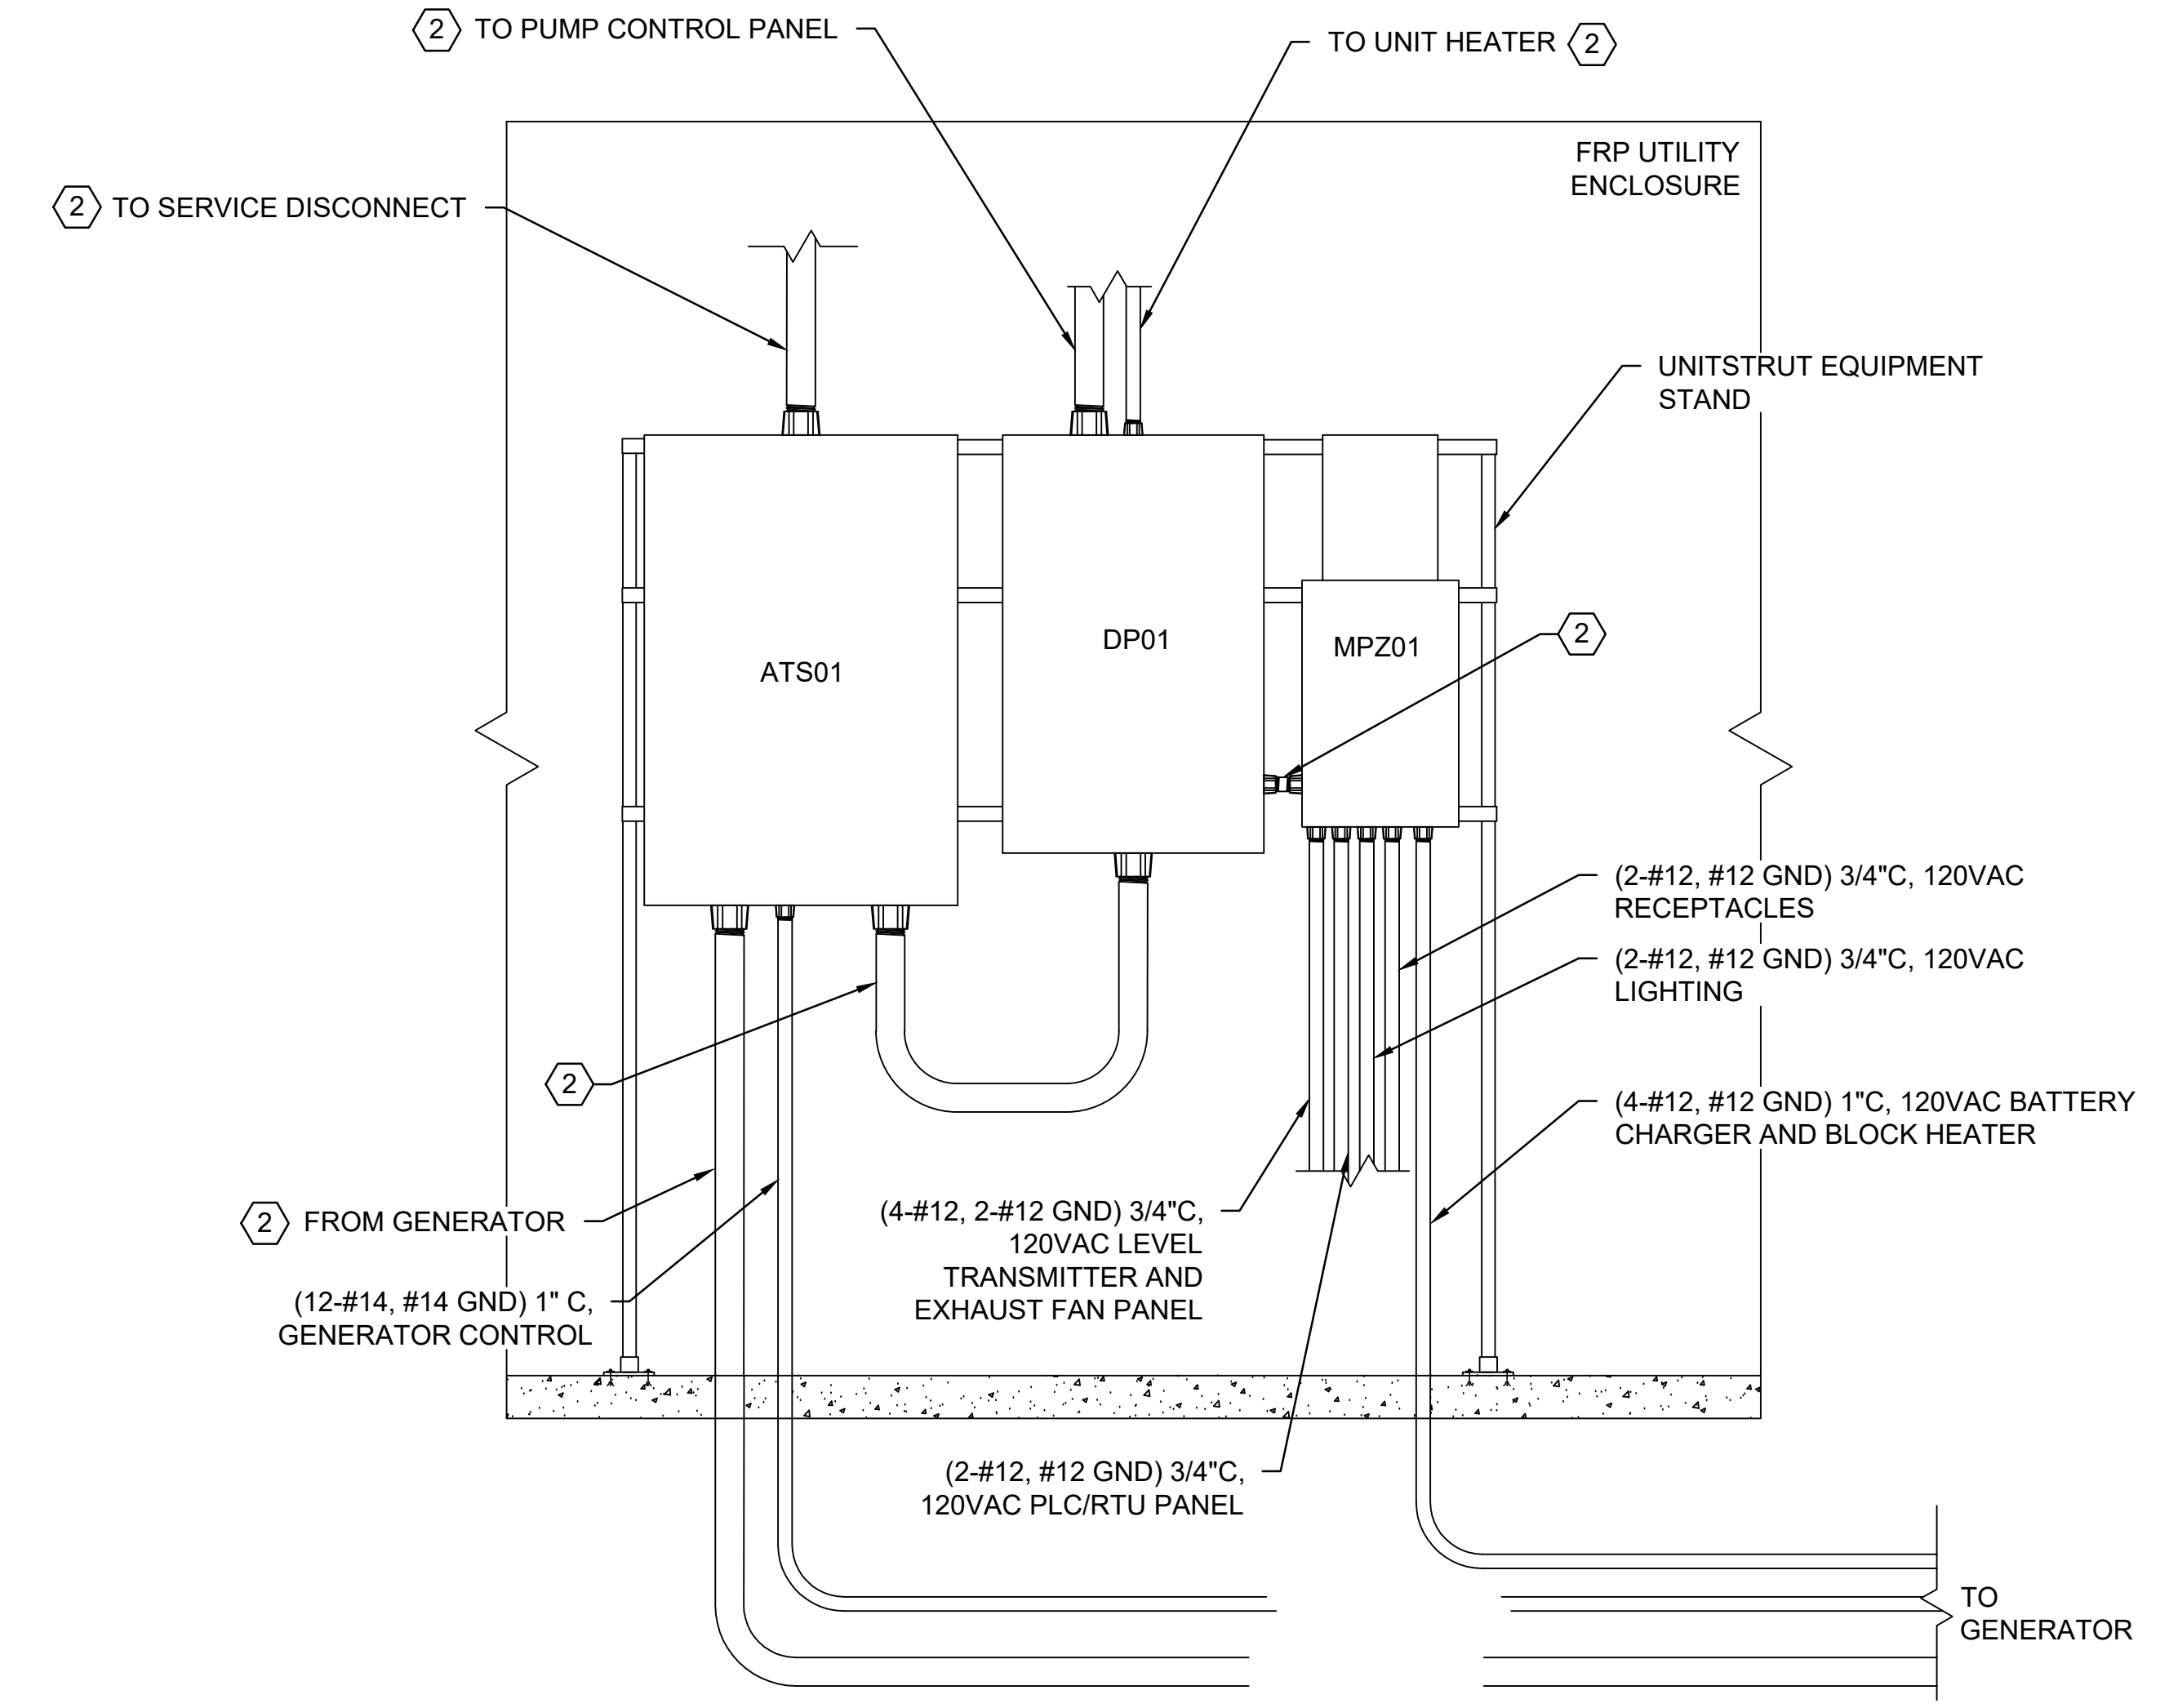 2 TO PUMP CONTROL PANEL
TO UNIT HEATER 2
FRP UTILITY
ENCLOSURE
2 TO SERVICE DISCONNECT
UNITSTRUT EQUIPMENT
STAND
ATS01
DP01
MPZ01
2
(2-#12, #12 GND) 3/4"C, 120VAC
RECEPTACLES
(2-#12, #12 GND) 3/4"C, 120VAC
LIGHTING
2
(4-#12, #12 GND) 1"C, 120VAC BATTERY
CHARGER AND BLOCK HEATER
2 FROM GENERATOR
(4-#12, 2-#12 GND) 3/4"C,
120VAC LEVEL
TRANSMITTER AND
EXHAUST FAN PANEL
(12-#14, #14 GND) 1" C,
GENERATOR CONTROL
(2-#12, #12 GND) 3/4"C,
120VAC PLC/RTU PANEL
TO
GENERATOR